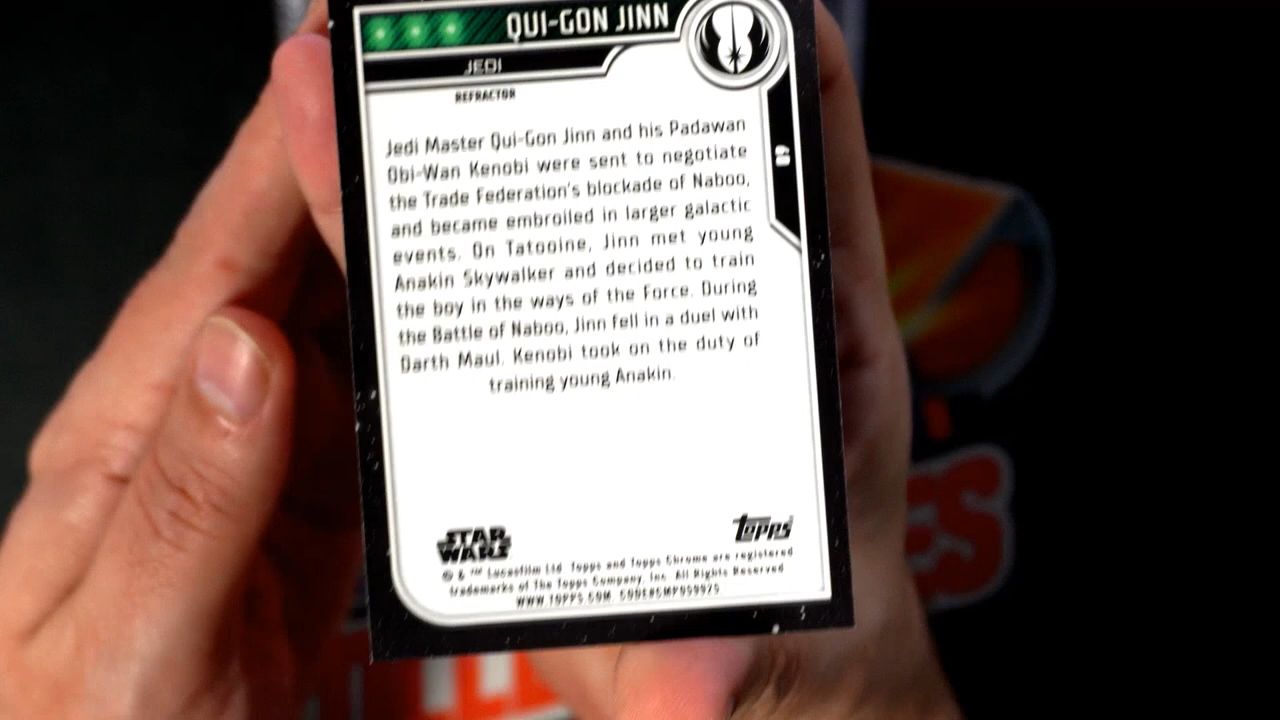 QUI-GON JINN
JEDI
REFRACTOR
Jedi Master Qui-Gon Jinn and his Padawan
Obi-Wan Kenobi were sent to negotiate
the Trade Federation's blockade of Naboo,
and became embroiled in larger galactic
events. On Tatooine, Jinn met young
Anakin Skywalker and decided to train
the boy in the ways of the Force. During
the Battle of Naboo, Jinn fell in a duel with
Darth Maul. Kenobi took on the duty of
training young Anakin.
STAR
WARS
Topps
© & ™ Lucasfilm Ltd. Topps and Topps Chrome are registered
trademarks of The Topps Company, Inc. All Rights Reserved
WWW.TOPPS.COM